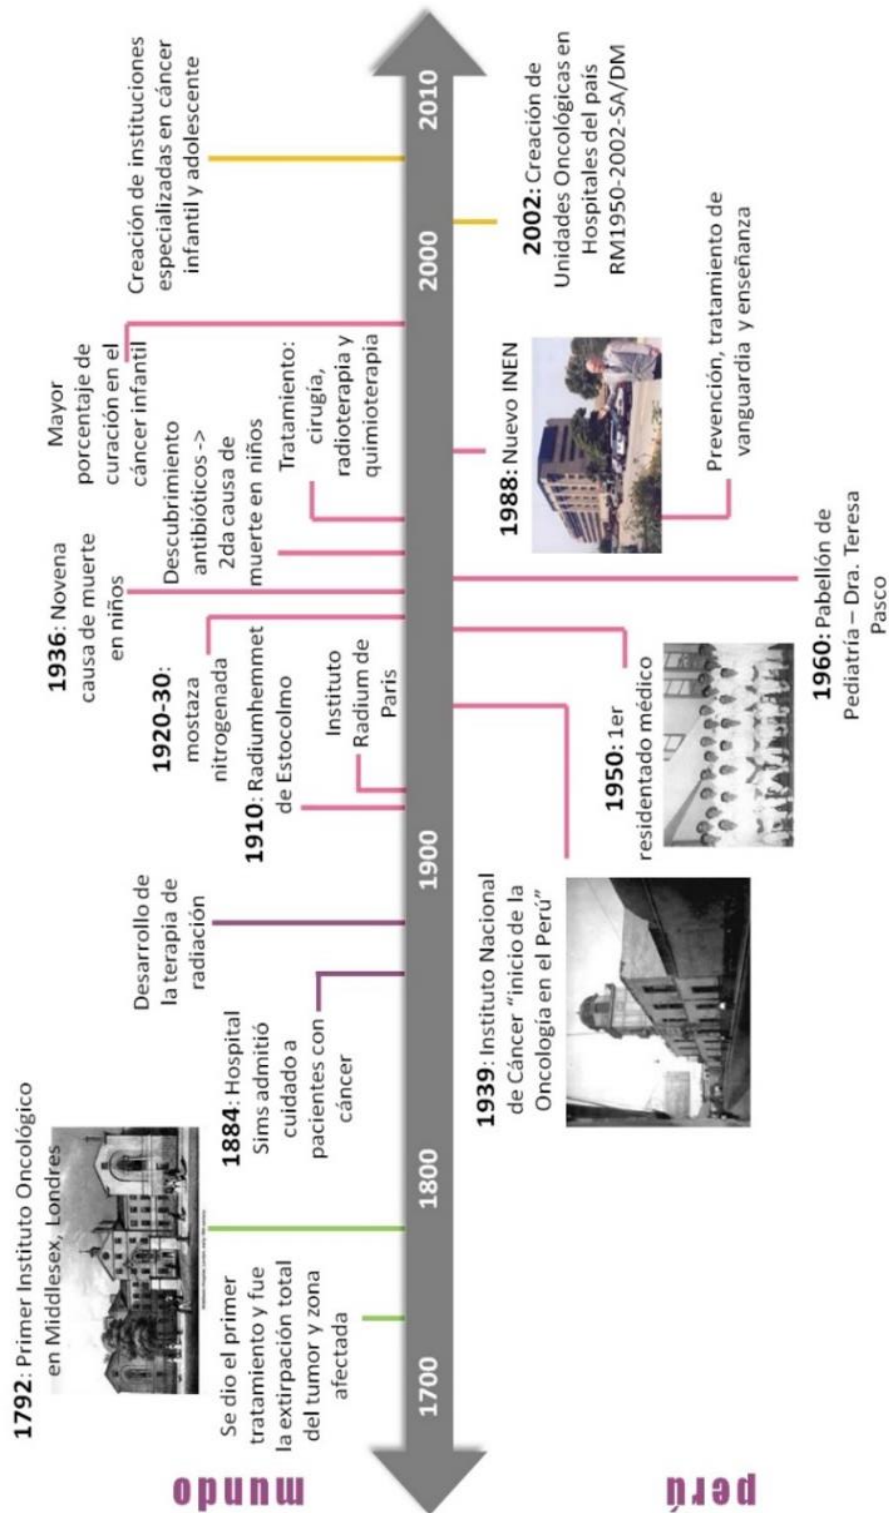 mundo
1792: Primer Instituto Oncológico
en Middlesex, Londres
Se dio el primer
tratamiento y fue
la extirpación total
del tumor y zona
afectada
1884: Hospital
Sims admitió
cuidado a
pacientes con
cáncer
Desarrollo de
la terapia de
radiación
1910: Radiumhemmet
de Estocolmo
Instituto
Radium de
Paris
1920-30:
mostaza
nitrogenada
1936: Novena
causa de muerte
en niños
Descubrimiento
antibióticos ->
2da causa de
muerte en niños
Tratamiento:
cirugía,
radioterapia y
quimioterapia
Mayor
porcentaje de
curación en el
cáncer infantil
Creación de instituciones
especializadas en cáncer
infantil y adolescente
1700
1800
1900
2000
2010
perú
1939: Instituto Nacional
de Cáncer “inicio de la
Oncología en el Perú”
1950: 1er
residentado médico
1960: Pabellón de
Pediatría – Dra. Teresa
Pasco
1988: Nuevo INEN
Prevención, tratamiento de
vanguardia y enseñanza
2002: Creación de
Unidades Oncológicas en
Hospitales del país
RM1950-2002-SA/DM